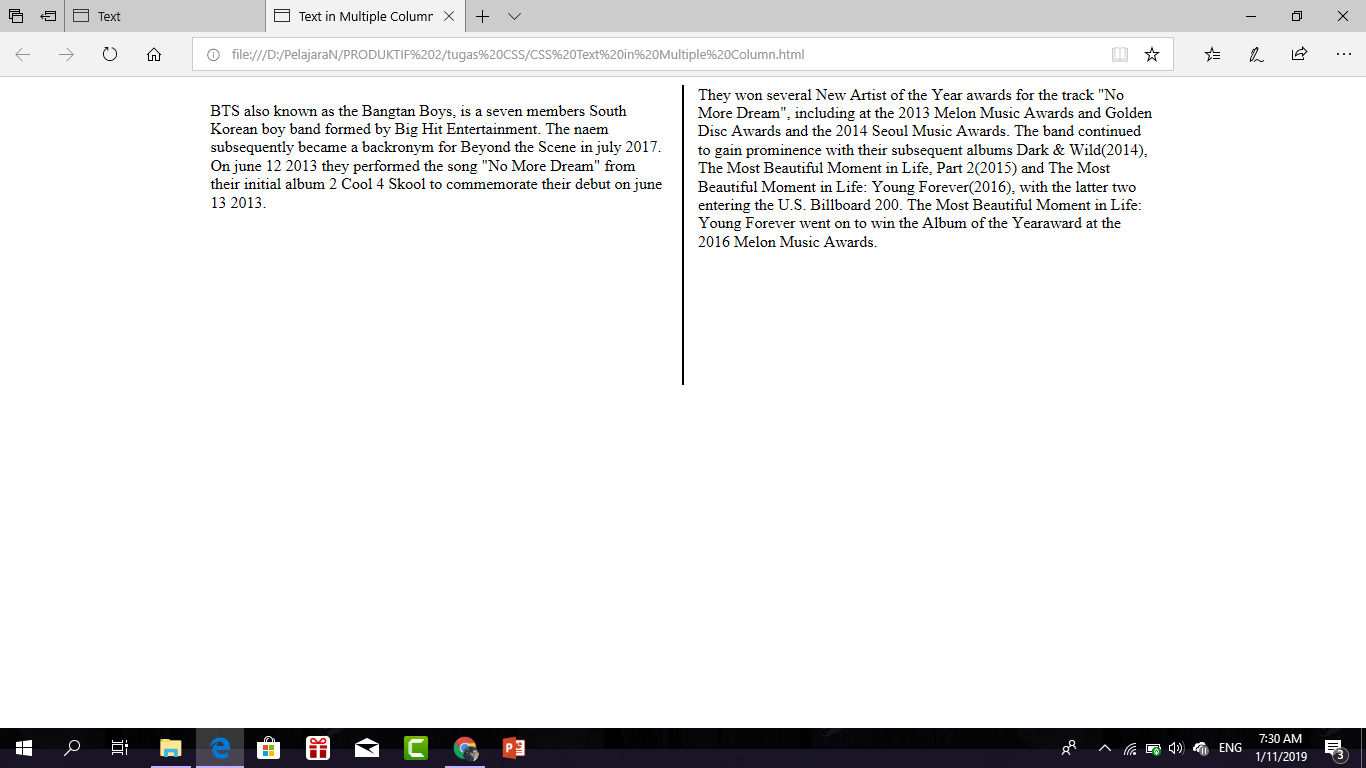 Text
Text in Multiple Column
file:///D:/PelajaraN/PRODUKTIF%202/tugas%20CSS/CSS%20Text%20in%20Multiple%20Column.html
BTS also known as the Bangtan Boys, is a seven members South
Korean boy band formed by Big Hit Entertainment. The naem
subsequently became a backronym for Beyond the Scene in july 2017.
On june 12 2013 they performed the song "No More Dream" from
their initial album 2 Cool 4 Skool to commemorate their debut on june
13 2013.
They won several New Artist of the Year awards for the track "No
More Dream", including at the 2013 Melon Music Awards and Golden
Disc Awards and the 2014 Seoul Music Awards. The band continued
to gain prominence with their subsequent albums Dark & Wild(2014),
The Most Beautiful Moment in Life, Part 2(2015) and The Most
Beautiful Moment in Life: Young Forever(2016), with the latter two
entering the U.S. Billboard 200. The Most Beautiful Moment in Life:
Young Forever went on to win the Album of the Yearaward at the
2016 Melon Music Awards.
ENG
7:30 AM
1/11/2019
3